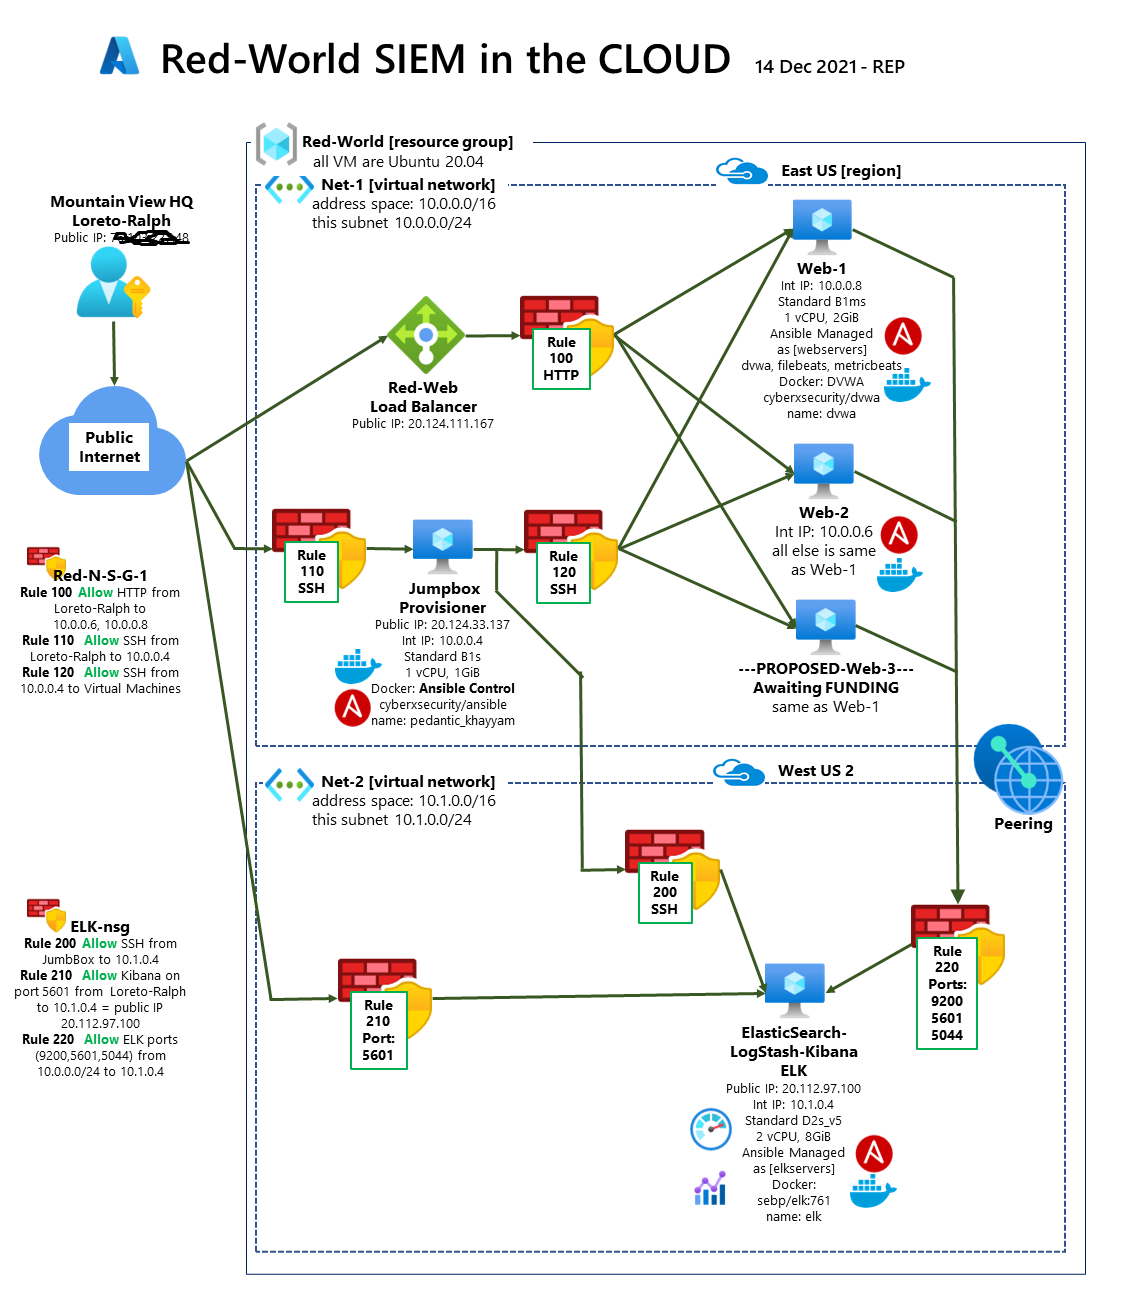 Red-World SIEM in the CLOUD 14 Dec 2021 - REP
Red-World [resource group]
all VM are Ubuntu 20.04
Net-1 [virtual network]
address space: 10.0.0.0/16
this subnet 10.0.0.0/24
East US [region]
Mountain View HQ
Loreto-Ralph
Public IP:
Public
Internet
Red-Web
Load Balancer
Public IP: 20.124.111.167
Rule
100
HTTP
Web-1
Int IP: 10.0.0.8
Standard B1ms
1 vCPU, 2GiB
Ansible Managed
as [webservers]
dvwa, filebeats, metricbeats
Docker: DVWA
cyberxsecurity/dvwa
name: dvwa
Web-2
Int IP: 10.0.0.6
all else is same
as Web-1
---PROPOSED-Web-3---
Awaiting FUNDING
same as Web-1
Rule
110
SSH
Jumpbox
Provisioner
Public IP: 20.124.33.137
Int IP: 10.0.0.4
Standard B1s
1 vCPU, 1GiB
Docker: Ansible Control
cyberxsecurity/ansible
name: pedantic_khayyam
Rule
120
SSH
Red-N-S-G-1
Rule 100 Allow HTTP from
Loreto-Ralph to
10.0.0.6, 10.0.0.8
Rule 110 Allow SSH from
Loreto-Ralph to 10.0.0.4
Rule 120 Allow SSH from
10.0.0.4 to Virtual Machines
Peering
Net-2 [virtual network]
address space: 10.1.0.0/16
this subnet 10.1.0.0/24
West US 2
Rule
200
SSH
Rule
210
Port:
5601
Rule
220
Ports:
9200
5601
5044
ElasticSearch-
LogStash-Kibana
ELK
Public IP: 20.112.97.100
Int IP: 10.1.0.4
Standard D2s_v5
2 vCPU, 8GiB
Ansible Managed
as [elkservers]
Docker:
sebp/elk:761
name: elk
ELK-nsg
Rule 200 Allow SSH from
JumbBox to 10.1.0.4
Rule 210 Allow Kibana on
port 5601 from Loreto-Ralph
to 10.1.0.4 = public IP
20.112.97.100
Rule 220 Allow ELK ports
(9200,5601,5044) from
10.0.0.0/24 to 10.1.0.4